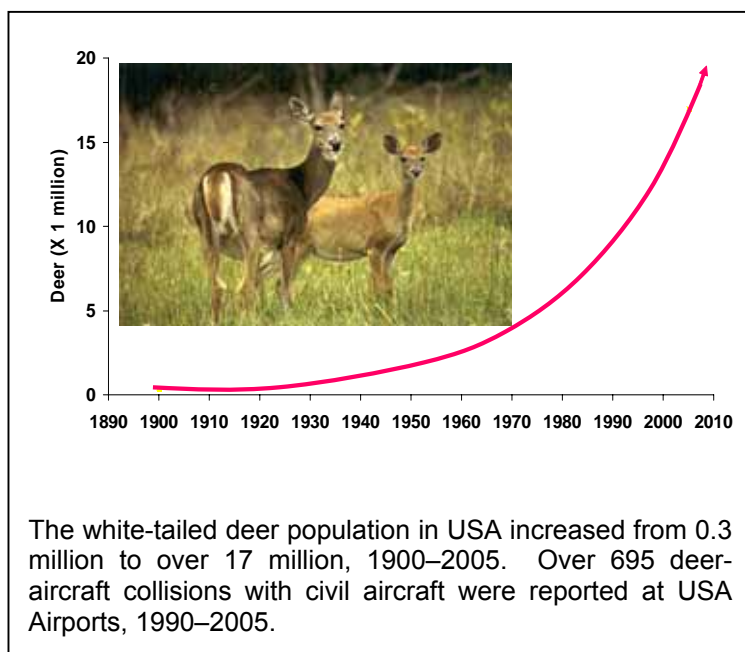 20
15
10
5
0
Deer (X 1 million)
1890 1900 1910 1920 1930 1940 1950 1960 1970 1980 1990 2000 2010
The white-tailed deer population in USA increased from 0.3
million to over 17 million, 1900–2005. Over 695 deer-
aircraft collisions with civil aircraft were reported at USA
Airports, 1990–2005.